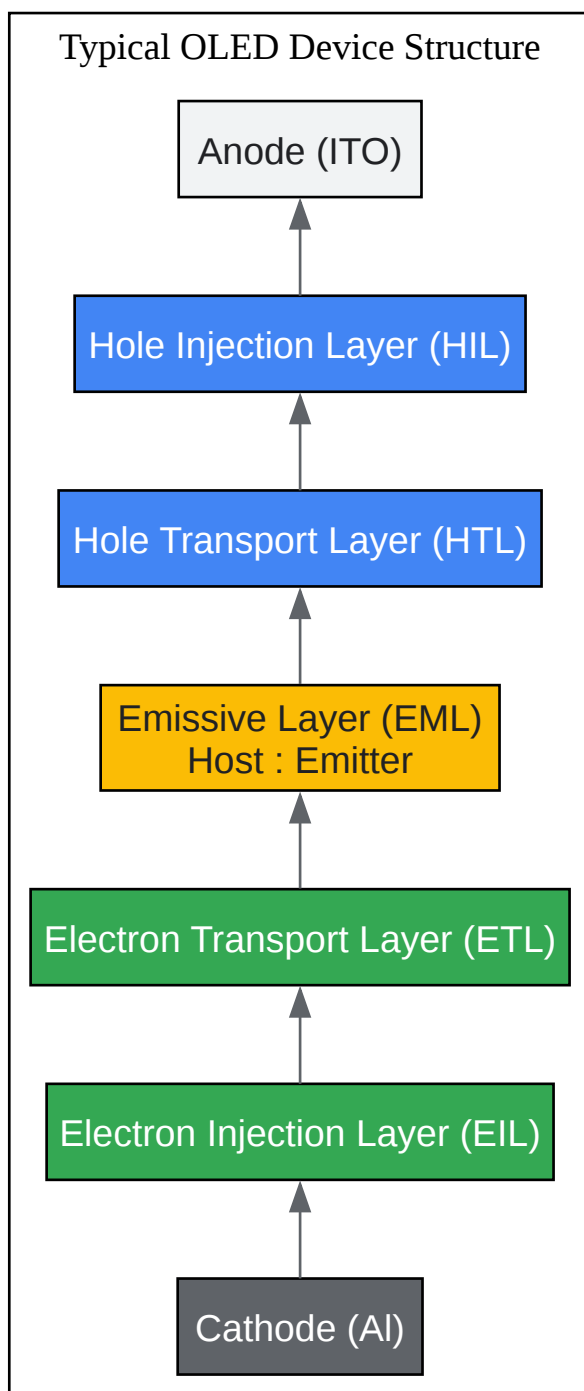 Typical OLED Device Structure
Anode (ITO)
Hole Injection Layer (HIL)
Hole Transport Layer (HTL)
Emissive Layer (EML)
Host : Emitter
Electron Transport Layer (ETL)
Electron Injection Layer (EIL)
Cathode (Al)